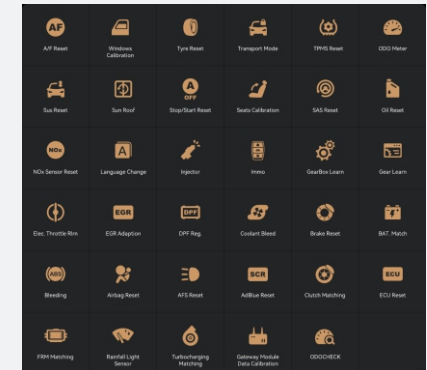 AF
A/F Reset
Windows
Calibration
Tyre Reset
Transport Mode
TPMS Reset
ODO Meter
Sus Reset
Sun Roof
A
OFF
Stop/Start Reset
Seats Calibration
SAS Reset
Oil Reset
NOx
NOx Sensor Reset
A
Language Change
Injector
Immo
GearBox Learn
Gear Learn
Elec. Throttle Rlrn
EGR
EGR Adaption
DPF
DPF Reg.
Coolant Bleed
Brake Reset
BAT. Match
ABS
Bleeding
Airbag Reset
AFS Reset
SCR
AdBlue Reset
Clutch Matching
ECU
ECU Reset
FRM Matching
Rainfall Light
Sensor
Turbocharging
Matching
Gateway Module
Data Calibration
ODOCHECK